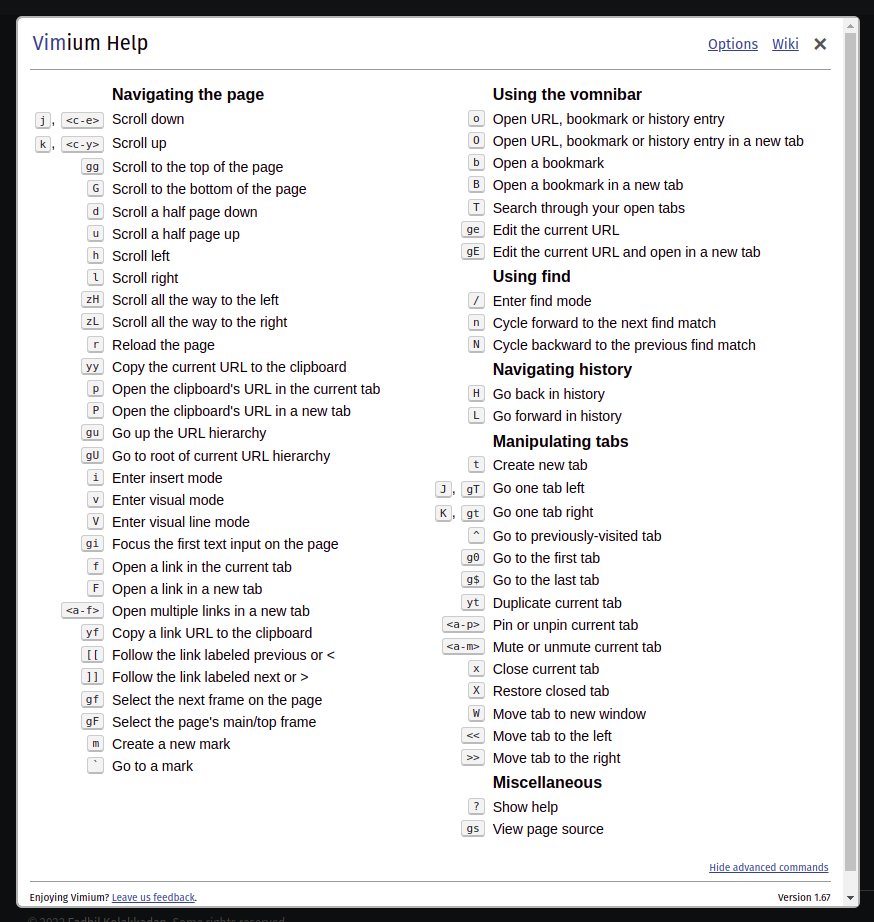 Vimium Help
Options Wiki ✕
Navigating the page
j, <c-e> Scroll down
k, <c-y> Scroll up
gg Scroll to the top of the page
G Scroll to the bottom of the page
d Scroll a half page down
u Scroll a half page up
h Scroll left
l Scroll right
zH Scroll all the way to the left
zL Scroll all the way to the right
r Reload the page
yy Copy the current URL to the clipboard
p Open the clipboard's URL in the current tab
P Open the clipboard's URL in a new tab
gu Go up the URL hierarchy
gU Go to root of current URL hierarchy
i Enter insert mode
v Enter visual mode
V Enter visual line mode
gi Focus the first text input on the page
f Open a link in the current tab
F Open a link in a new tab
<a-f> Open multiple links in a new tab
yf Copy a link URL to the clipboard
[[ Follow the link labeled previous or <
]] Follow the link labeled next or >
gf Select the next frame on the page
gF Select the page's main/top frame
m Create a new mark
` Go to a mark
Using the vomnibar
o Open URL, bookmark or history entry
O Open URL, bookmark or history entry in a new tab
b Open a bookmark
B Open a bookmark in a new tab
T Search through your open tabs
ge Edit the current URL
gE Edit the current URL and open in a new tab
Using find
/ Enter find mode
n Cycle forward to the next find match
N Cycle backward to the previous find match
Navigating history
H Go back in history
L Go forward in history
Manipulating tabs
t Create new tab
J, gT Go one tab left
K, gt Go one tab right
^ Go to previously-visited tab
g0 Go to the first tab
g$ Go to the last tab
yt Duplicate current tab
<a-p> Pin or unpin current tab
<a-m> Mute or unmute current tab
x Close current tab
X Restore closed tab
W Move tab to new window
<< Move tab to the left
>> Move tab to the right
Miscellaneous
? Show help
gs View page source
Hide advanced commands
Enjoying Vimium? Leave us feedback.
Version 1.67